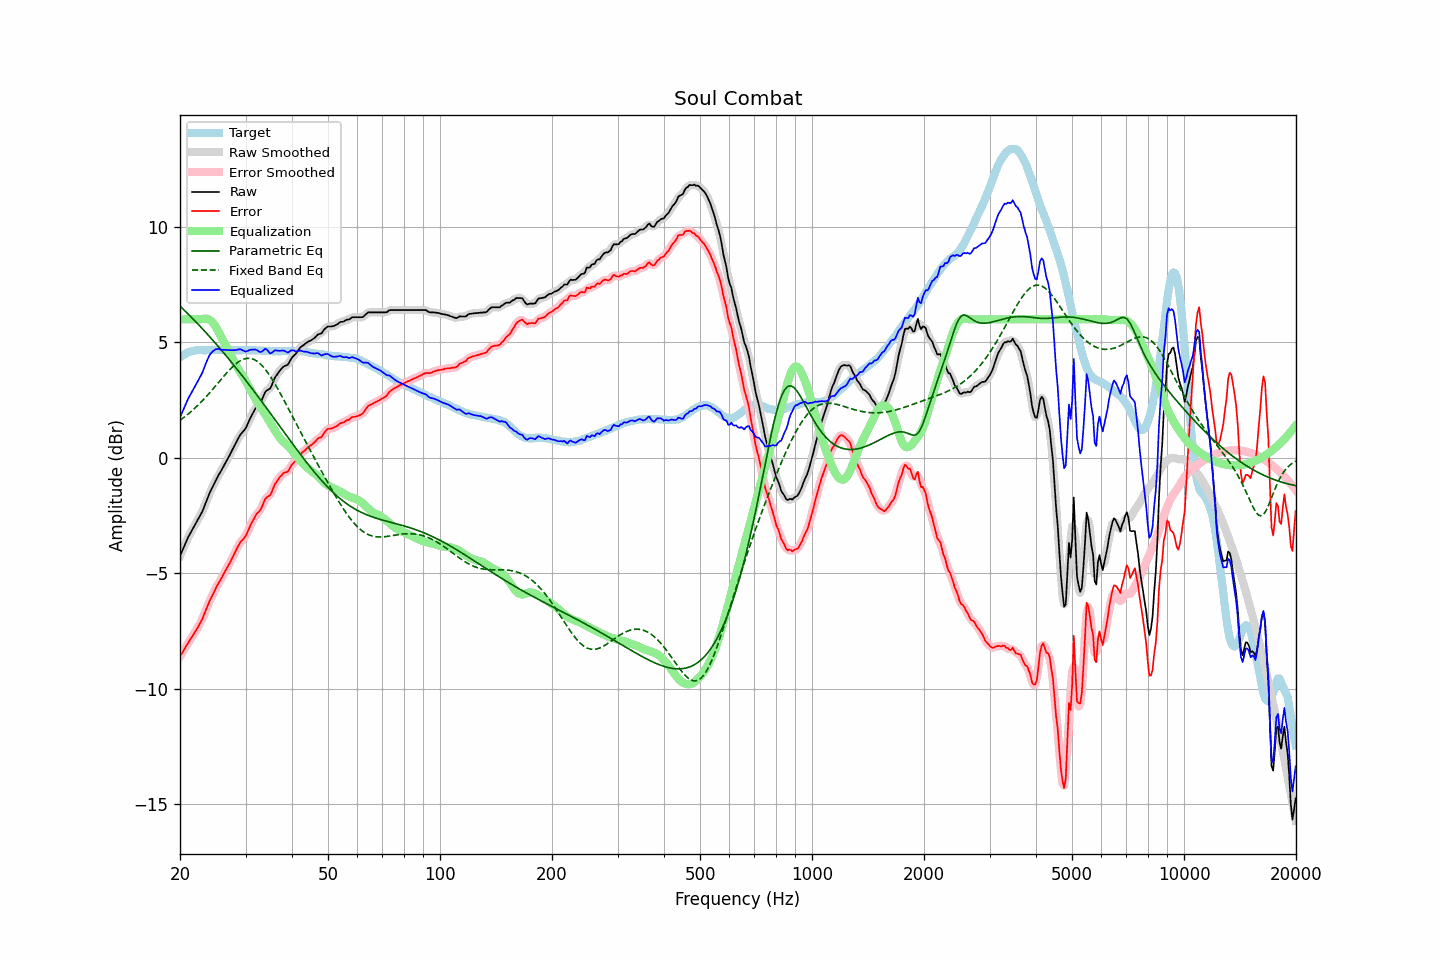 Soul Combat
Target
Raw Smoothed
Error Smoothed
Raw
Error
Equalization
Parametric Eq
Fixed Band Eq
Equalized
Amplitude (dBr)
10
5
0
−5
−10
−15
20
50
100
200
500
1000
2000
5000
10000
20000
Frequency (Hz)